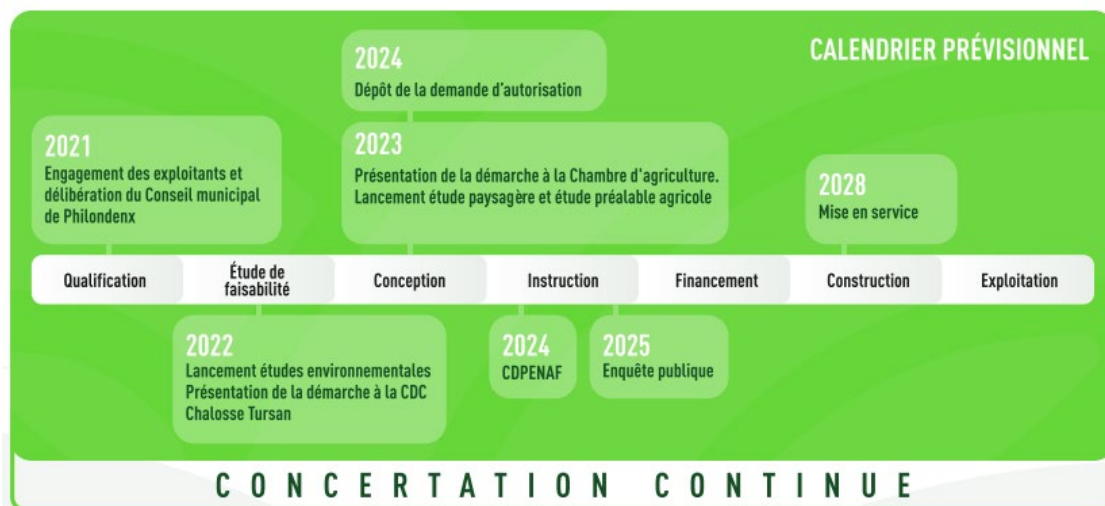 CALENDRIER PRÉVISIONNEL
2024
Dépôt de la demande d'autorisation
2021
Engagement des exploitants et
délibération du Conseil municipal
de Philondenx
2023
Présentation de la démarche à la Chambre d'agriculture.
Lancement étude paysagère et étude préalable agricole
2028
Mise en service
Qualification
Étude de
faisabilité
Conception
Instruction
Financement
Construction
Exploitation
2022
Lancement études environnementales
Présentation de la démarche à la CDC
Chalosse Tursan
2024
CDPENAF
2025
Enquête publique
CONCERTATION CONTINUE